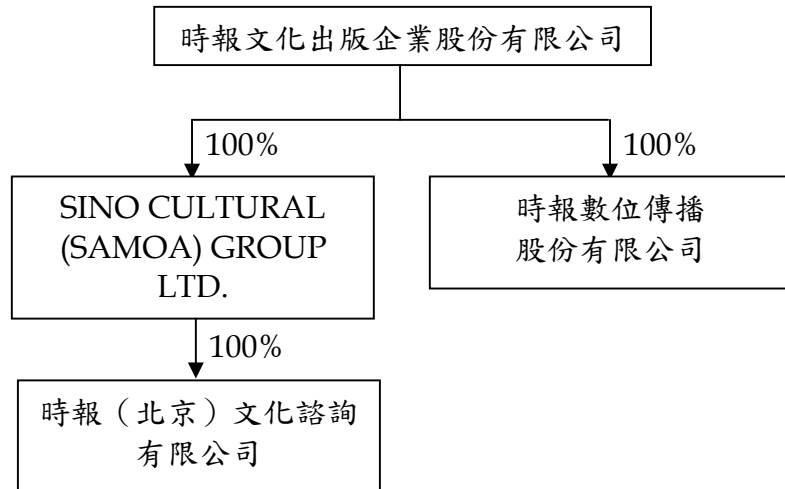 時報文化出版企業股份有限公司
100%
100%
SINO CULTURAL
(SAMOA) GROUP
LTD.
時報數位傳播
股份有限公司
100%
時報（北京）文化諮詢
有限公司